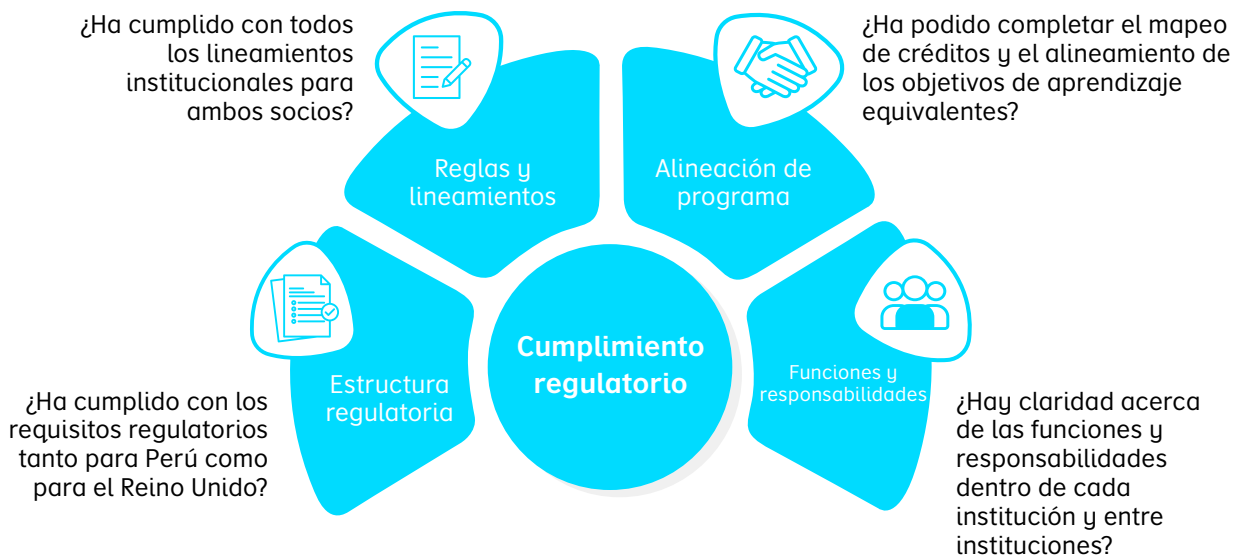 ¿Ha cumplido con todos
los lineamientos
institucionales para
ambos socios?
¿Ha podido completar el mapeo
de créditos y el alineamiento de
los objetivos de aprendizaje
equivalentes?
Reglas y
lineamientos
Alineación de
programa
Cumplimiento
regulatorio
Estructura
regulatoria
Funciones y
responsabilidades
¿Ha cumplido con los
requisitos regulatorios
tanto para Perú como
para el Reino Unido?
¿Hay claridad acerca
de las funciones y
responsabilidades
dentro de cada
institución y entre
instituciones?